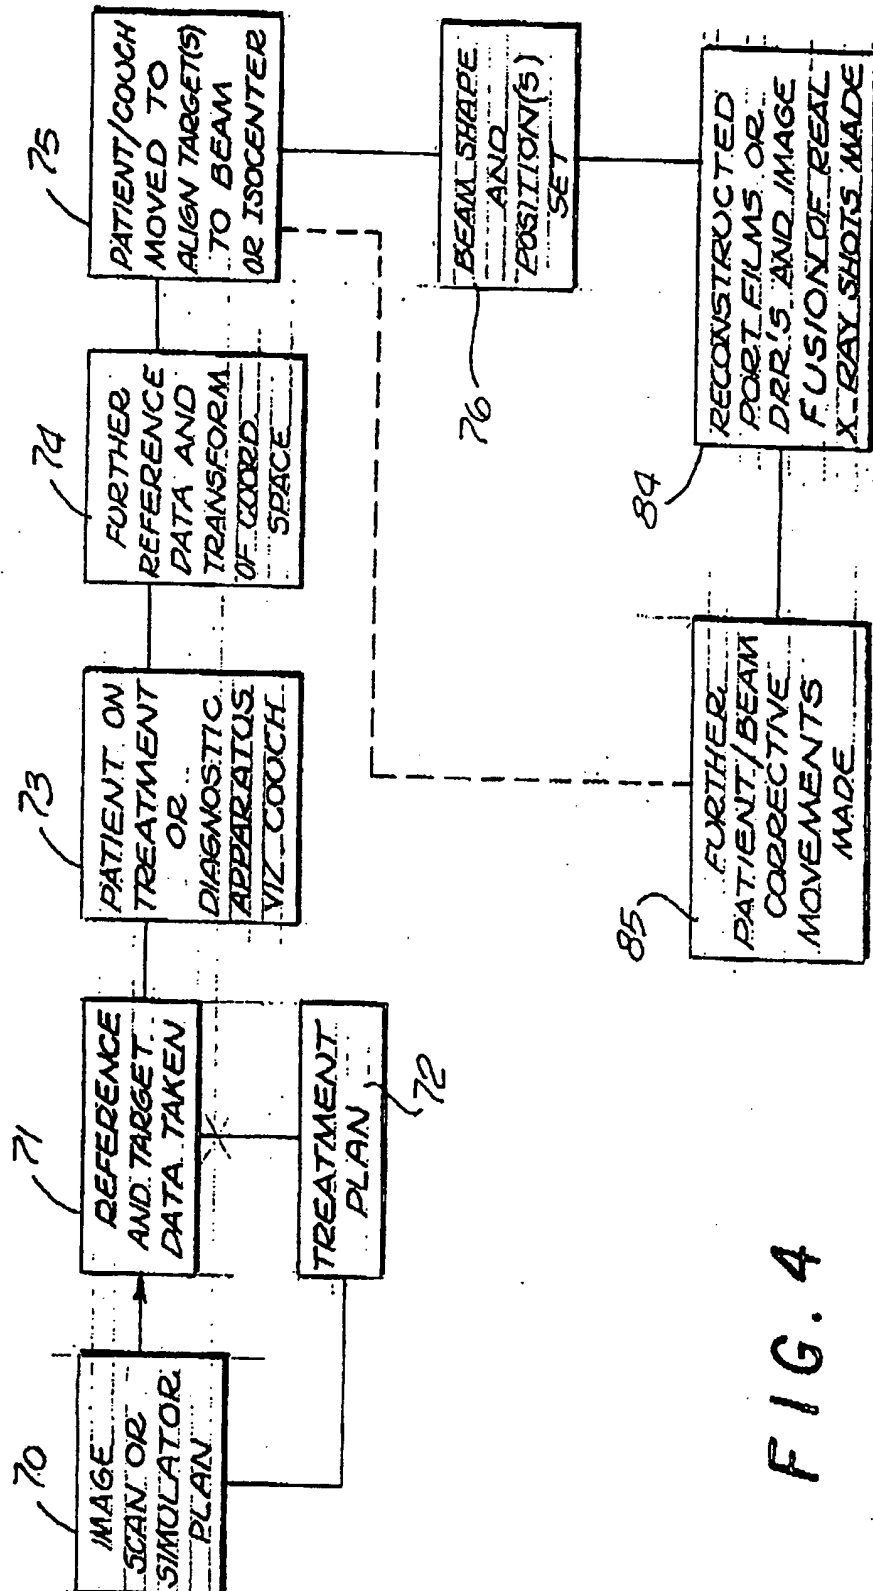 70
IMAGE
SCAN OR
SIMULATOR
PLAN
71
REFERENCE
AND TARGET
DATA TAKEN
TREATMENT
PLAN
72
73
PATIENT ON
TREATMENT
OR
DIAGNOSTIC
APPARATUS
VIZ COUCH
74
FURTHER
REFERENCE
DATA AND
TRANSFORM
OF COORD.
SPACE
75
PATIENT/COUCH
MOVED TO
ALIGN TARGET(S)
TO BEAM
OR ISOCENTER
76
BEAM SHAPE
AND
POSITION(S)
SET
84
RECONSTRUCTED
PORT FILMS OR
DRR'S AND IMAGE
FUSION OF REAL
X RAY SHOTS MADE
85
FURTHER
PATIENT/BEAM
CORRECTIVE
MOVEMENTS
MADE
FIG. 4